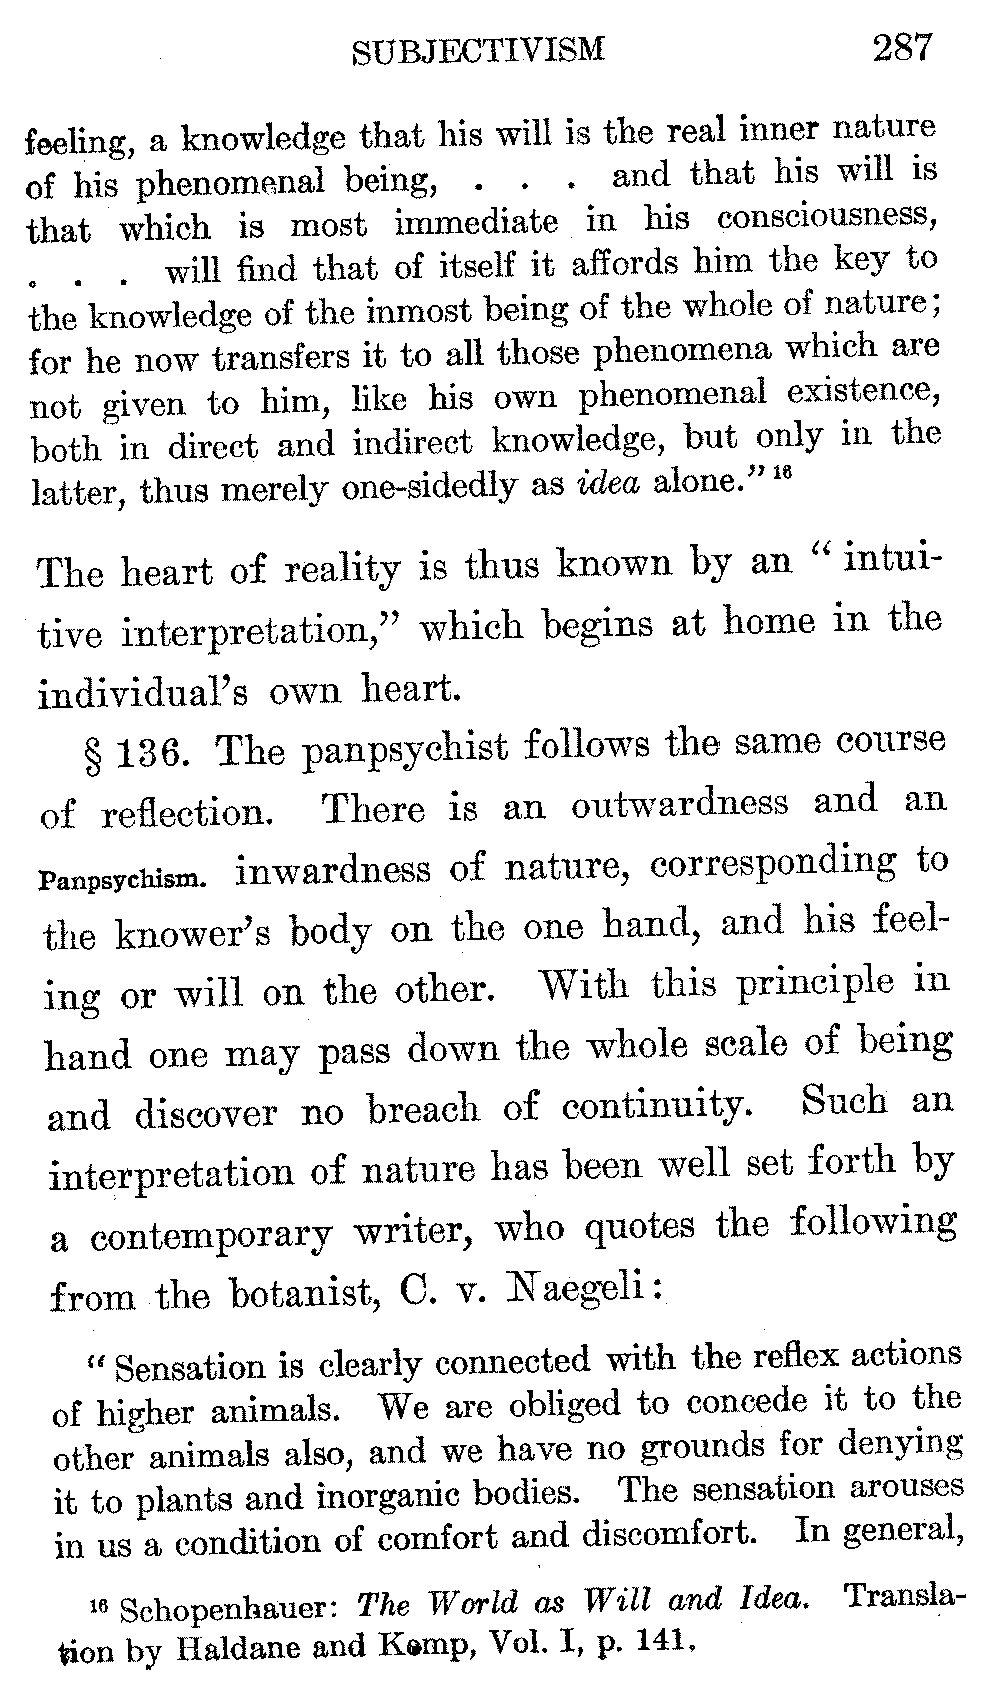 SUBJECTIVISM 287
feeling, a knowledge that his will is the real inner nature
of his phenomenal being, . . . and that his will is
that which is most immediate in his consciousness,
. . . will find that of itself it affords him the key to
the knowledge of the inmost being of the whole of nature;
for he now transfers it to all those phenomena which are
not given to him, like his own phenomenal existence,
both in direct and indirect knowledge, but only in the
latter, thus merely one-sidedly as idea alone.” 16
The heart of reality is thus known by an “ intui-
tive interpretation,” which begins at home in the
individual’s own heart.
§ 136. The panpsychist follows the same course
of reflection. There is an outwardness and an
Panpsychism. inwardness of nature, corresponding to
the knower’s body on the one hand, and his feel-
ing or will on the other. With this principle in
hand one may pass down the whole scale of being
and discover no breach of continuity. Such an
interpretation of nature has been well set forth by
a contemporary writer, who quotes the following
from the botanist, C. v. Naegeli:
“ Sensation is clearly connected with the reflex actions
of higher animals. We are obliged to concede it to the
other animals also, and we have no grounds for denying
it to plants and inorganic bodies. The sensation arouses
in us a condition of comfort and discomfort. In general,
16 Schopenhauer: The World as Will and Idea. Transla-
tion by Haldane and Kemp, Vol. I, p. 141.